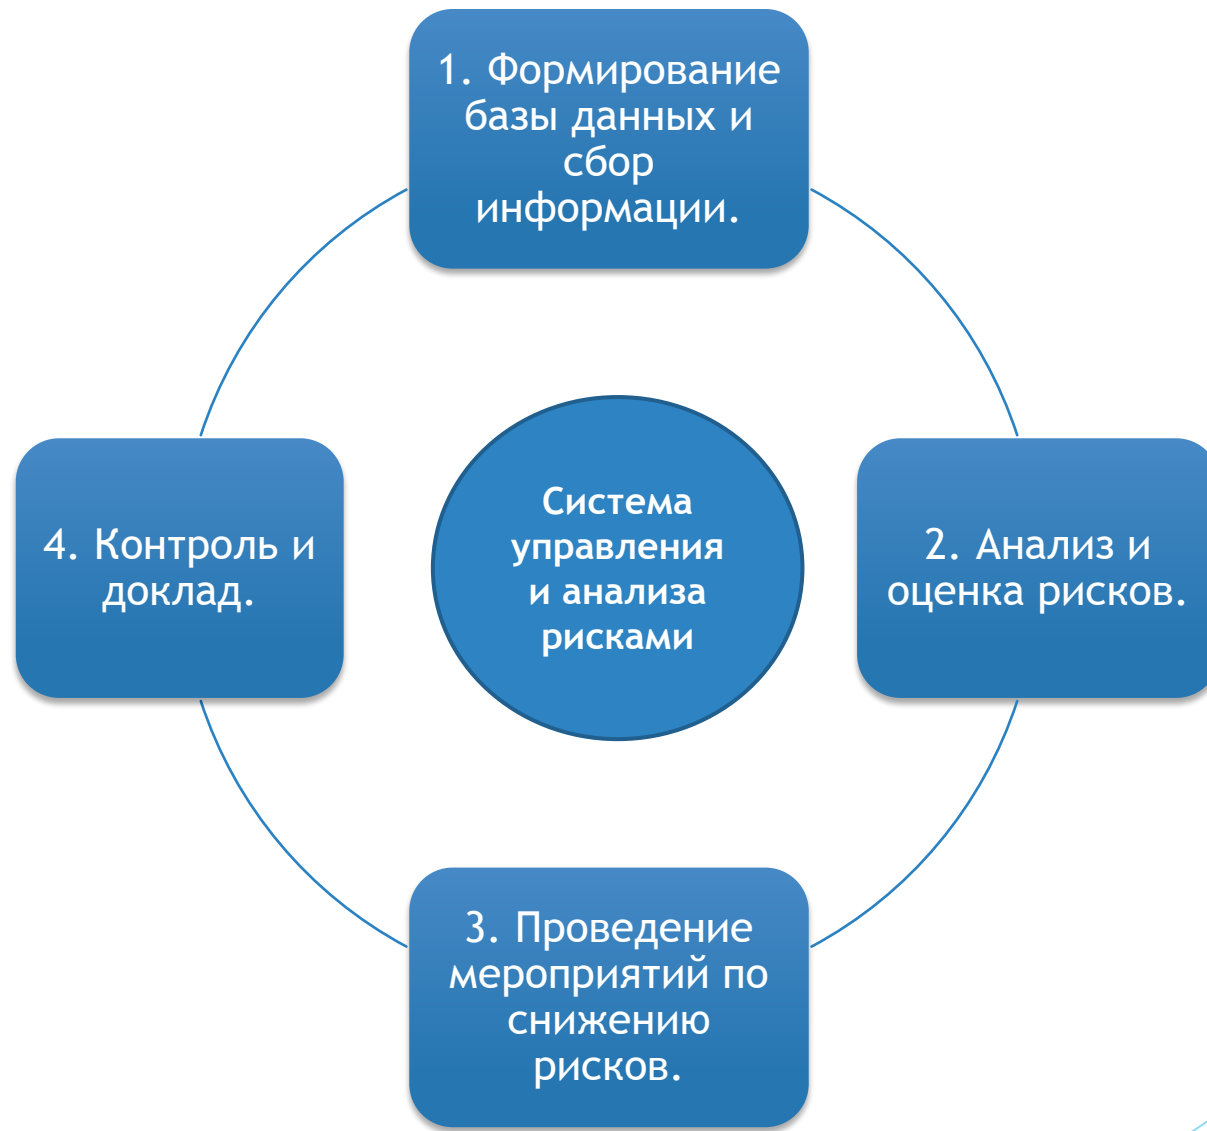 1. Формирование
базы данных и
сбор
информации.
Система
управления
и анализа
рисками
4. Контроль и
доклад.
2. Анализ и
оценка рисков.
3. Проведение
мероприятий по
снижению
рисков.